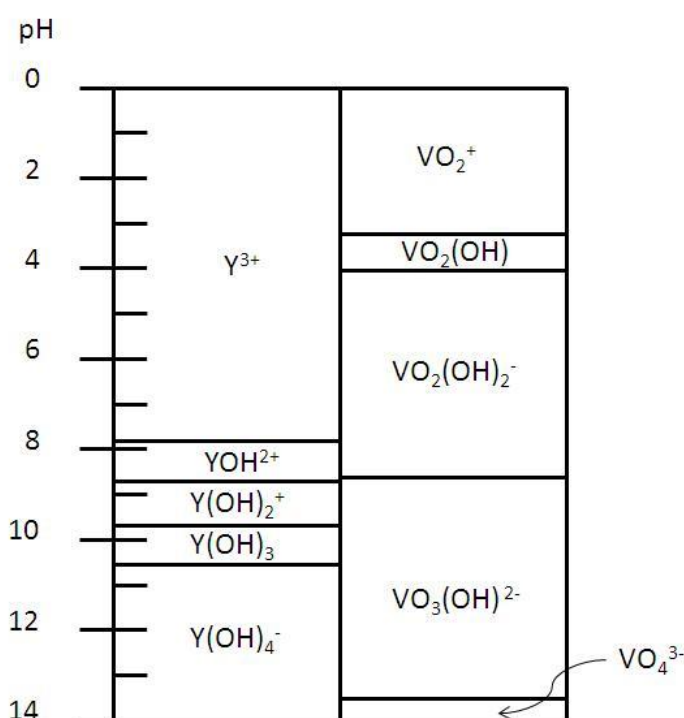 pH
0
VO₂⁺
2
VO₂(OH)
4
Y³⁺
6
VO₂(OH)₂⁻
8
YOH²⁺
Y(OH)₂⁺
10
Y(OH)₃
VO₃(OH)²⁻
12
Y(OH)₄⁻
VO₄³⁻
14